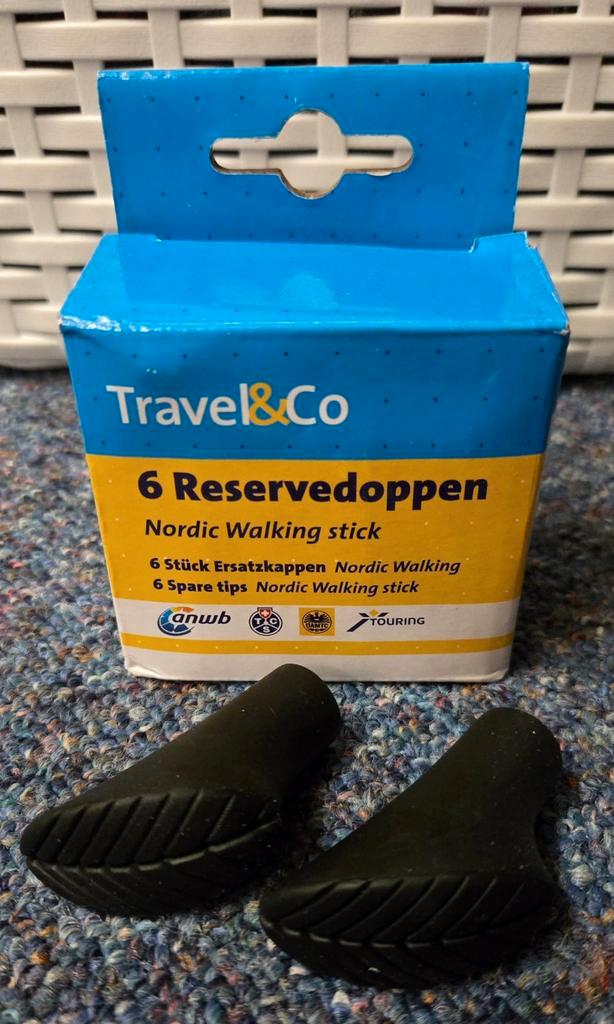 Travel&Co
6 Reservedoppen
Nordic Walking stick
6 Stück Ersatzkappen Nordic Walking
6 Spare tips Nordic Walking stick
anwb TCS ÖAMTC TOURING